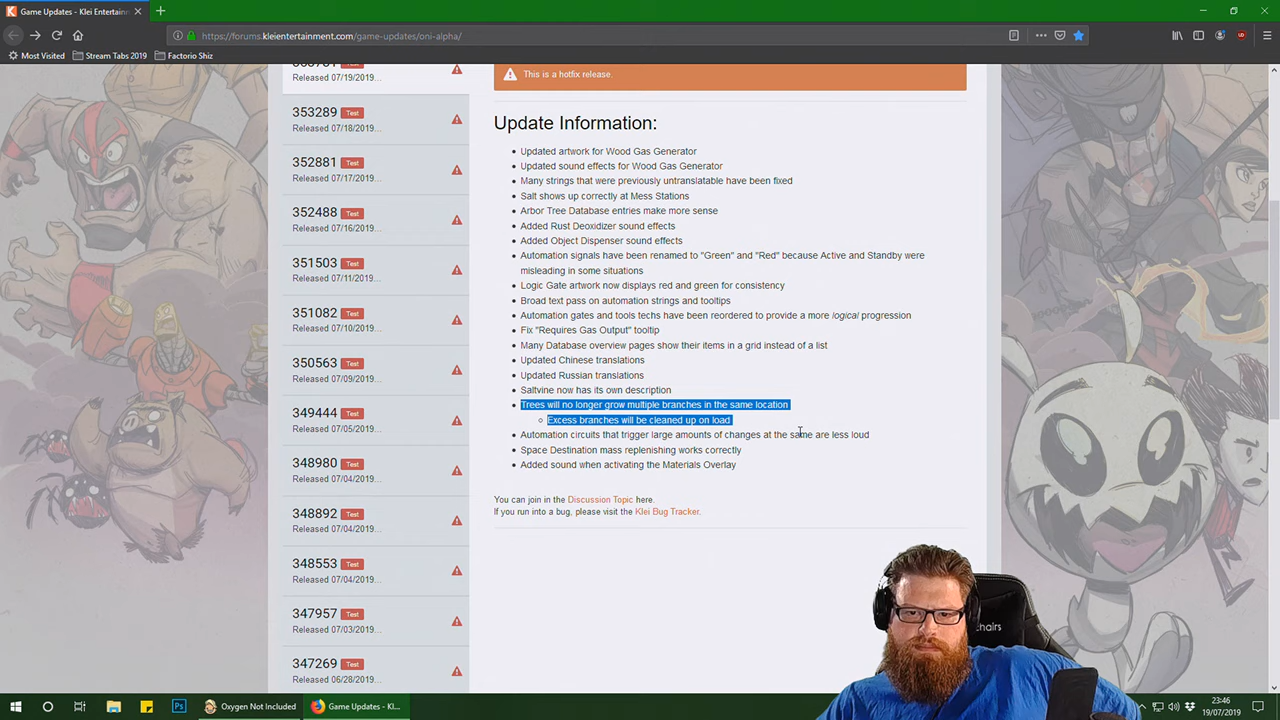 Game Updates - Klei Entertainm
https://forums.kleientertainment.com/game-updates/oni-alpha/
Most Visited Stream Tabs 2019 Factorio Shiz
Released 07/19/2019...
353289 Test
Released 07/18/2019...
352881 Test
Released 07/17/2019...
352488 Test
Released 07/16/2019...
351503 Test
Released 07/11/2019...
351082 Test
Released 07/10/2019...
350563 Test
Released 07/09/2019...
349444 Test
Released 07/05/2019...
348980 Test
Released 07/04/2019...
348892 Test
Released 07/04/2019...
348553 Test
Released 07/04/2019...
347957 Test
Released 07/03/2019...
347269 Test
Released 06/28/2019...
This is a hotfix release.
Update Information:
Updated artwork for Wood Gas Generator
Updated sound effects for Wood Gas Generator
Many strings that were previously untranslatable have been fixed
Salt shows up correctly at Mess Stations
Arbor Tree Database entries make more sense
Added Rust Deoxidizer sound effects
Added Object Dispenser sound effects
Automation signals have been renamed to "Green" and "Red" because Active and Standby were
misleading in some situations
Logic Gate artwork now displays red and green for consistency
Broad text pass on automation strings and tooltips
Automation gates and tools techs have been reordered to provide a more logical progression
Fix "Requires Gas Output" tooltip
Many Database overview pages show their items in a grid instead of a list
Updated Chinese translations
Updated Russian translations
Saltvine now has its own description
Trees will no longer grow multiple branches in the same location
Excess branches will be cleaned up on load
Automation circuits that trigger large amounts of changes at the same are less loud
Space Destination mass replenishing works correctly
Added sound when activating the Materials Overlay
You can join in the Discussion Topic here.
If you run into a bug, please visit the Klei Bug Tracker.
chairs
Oxygen Not Included
Game Updates - Kl...
23:46
19/07/2019